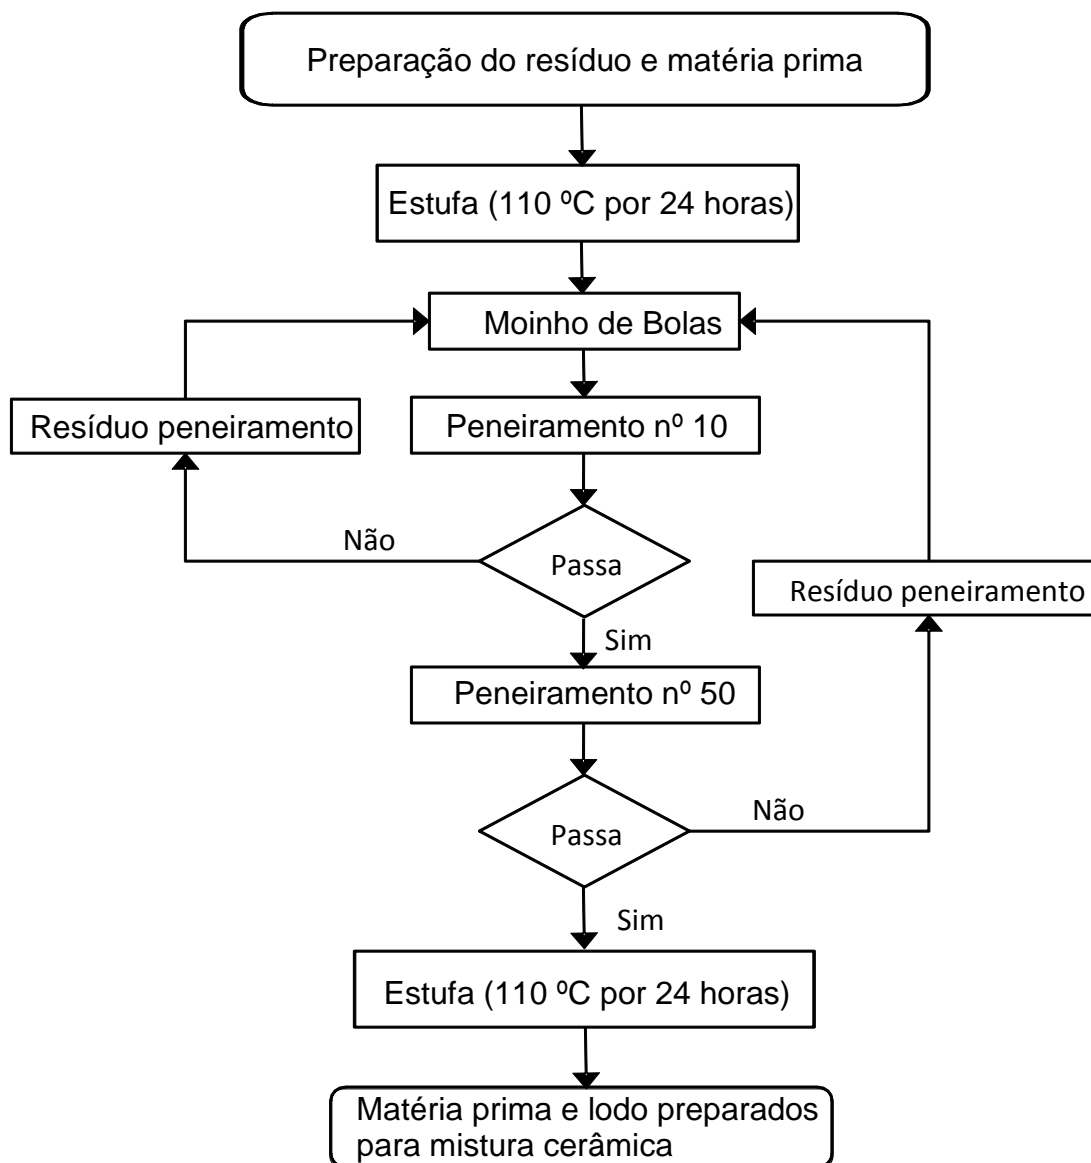 Preparação do resíduo e matéria prima
Estufa (110 ºC por 24 horas)
Moinho de Bolas
Resíduo peneiramento
Peneiramento nº 10
Não
Passa
Resíduo peneiramento
Sim
Peneiramento nº 50
Não
Passa
Sim
Estufa (110 ºC por 24 horas)
Matéria prima e lodo preparados
para mistura cerâmica